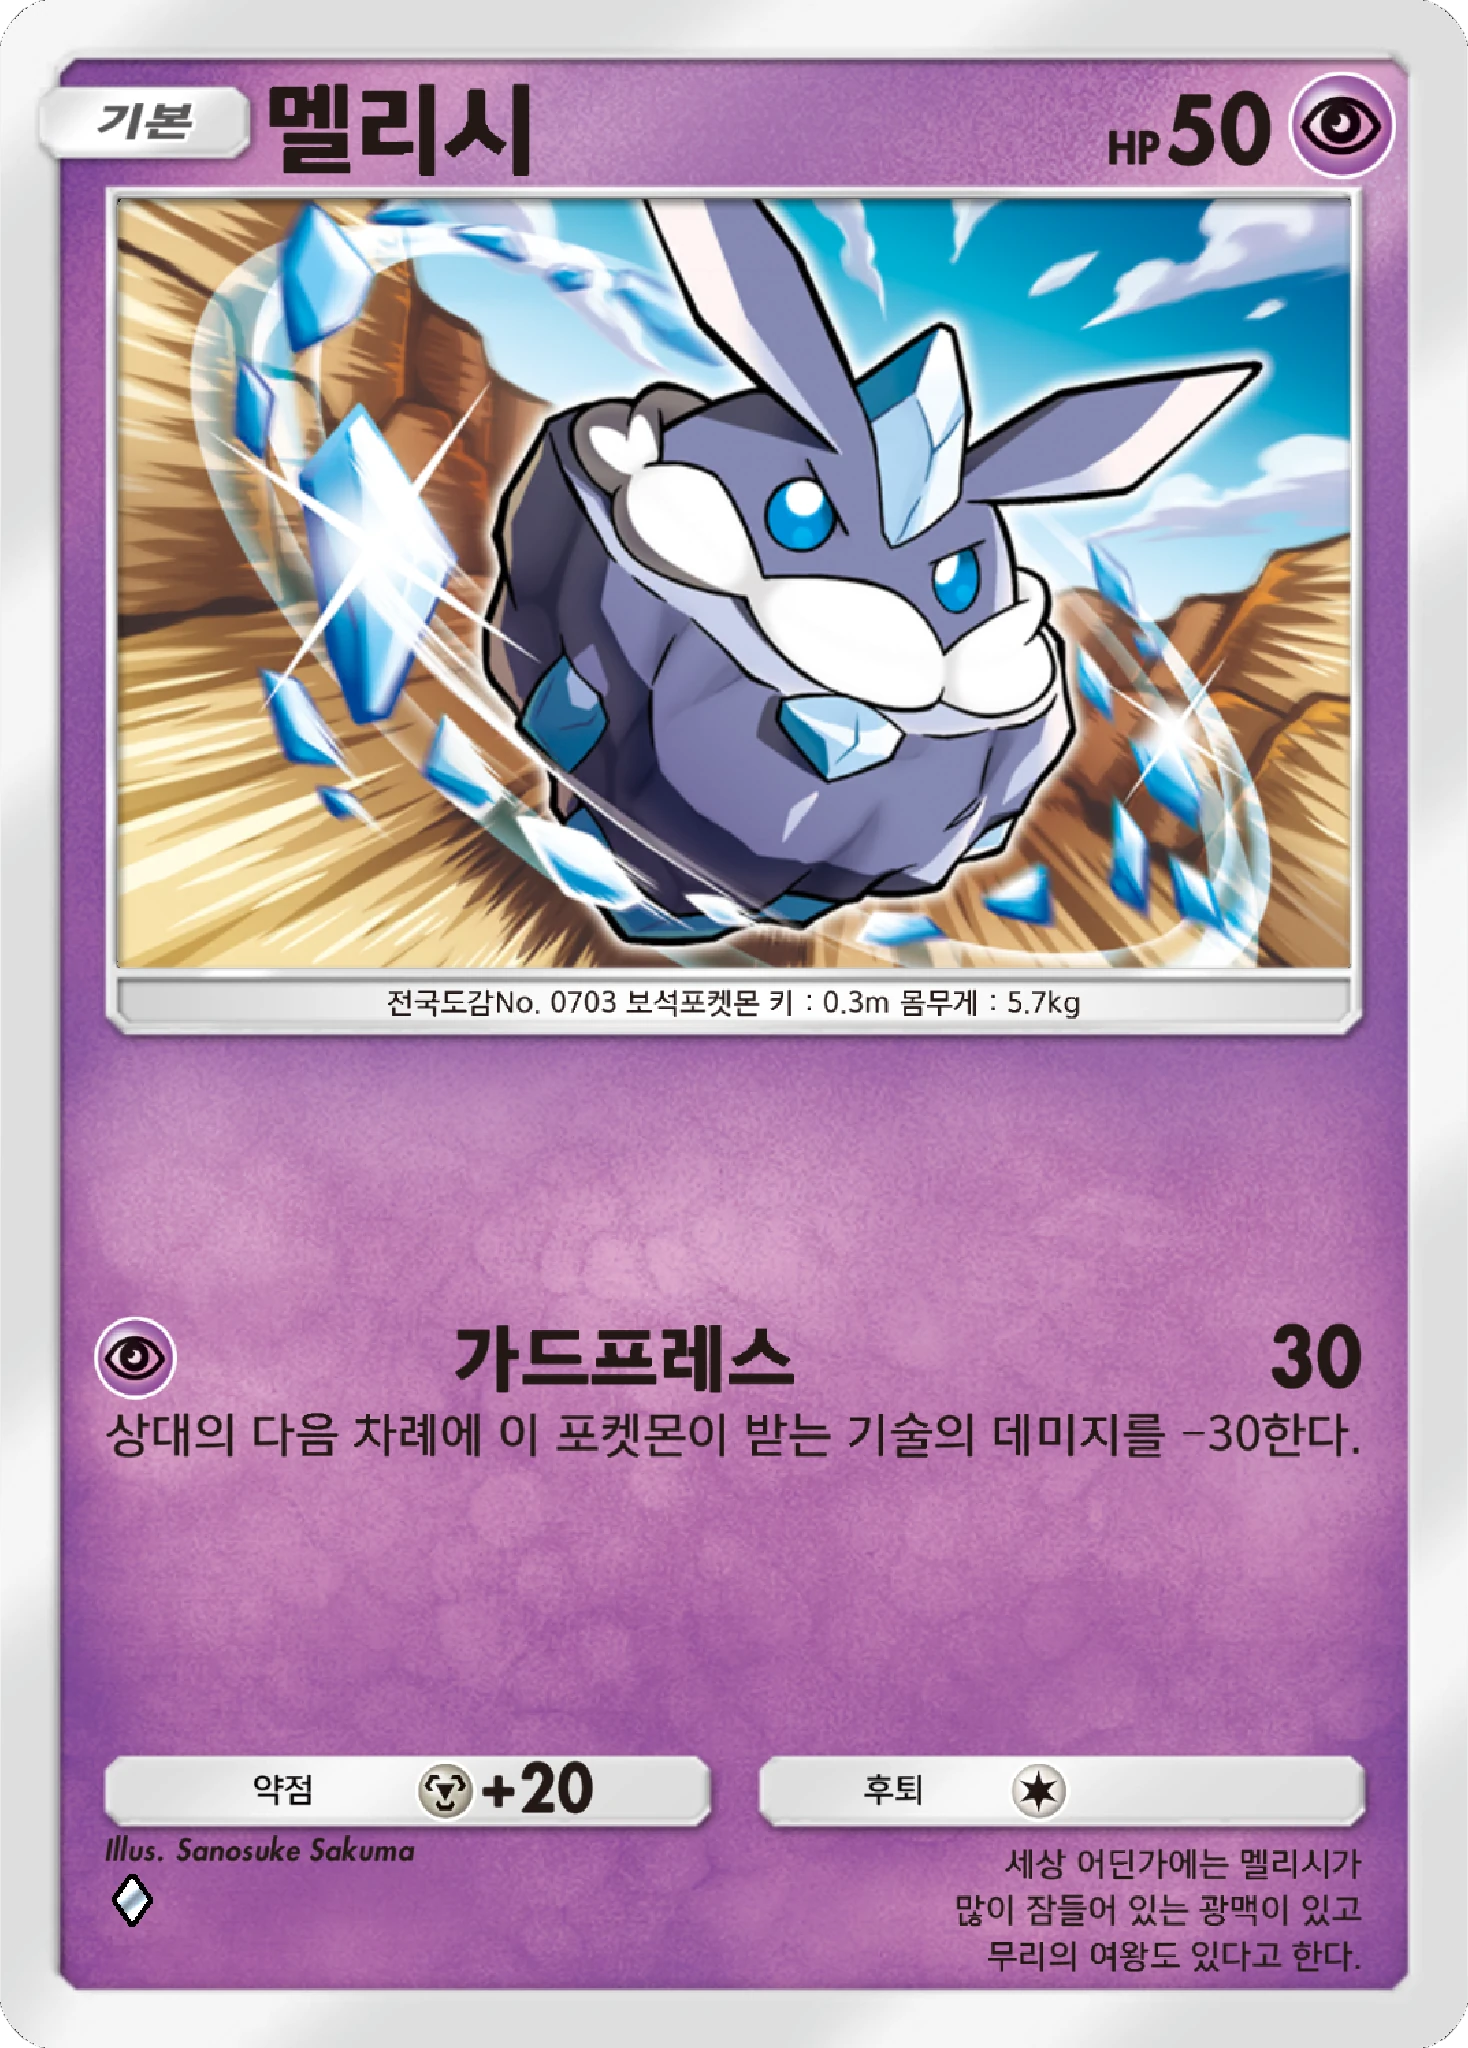 기본 멜리시 HP 50
전국도감No. 0703 보석포켓몬 키 : 0.3m 몸무게 : 5.7kg
가드프레스 30
상대의 다음 차례에 이 포켓몬이 받는 기술의 데미지를 -30한다.
약점 +20 후퇴
Illus. Sanosuke Sakuma
세상 어딘가에는 멜리시가
많이 잠들어 있는 광맥이 있고
무리의 여왕도 있다고 한다.